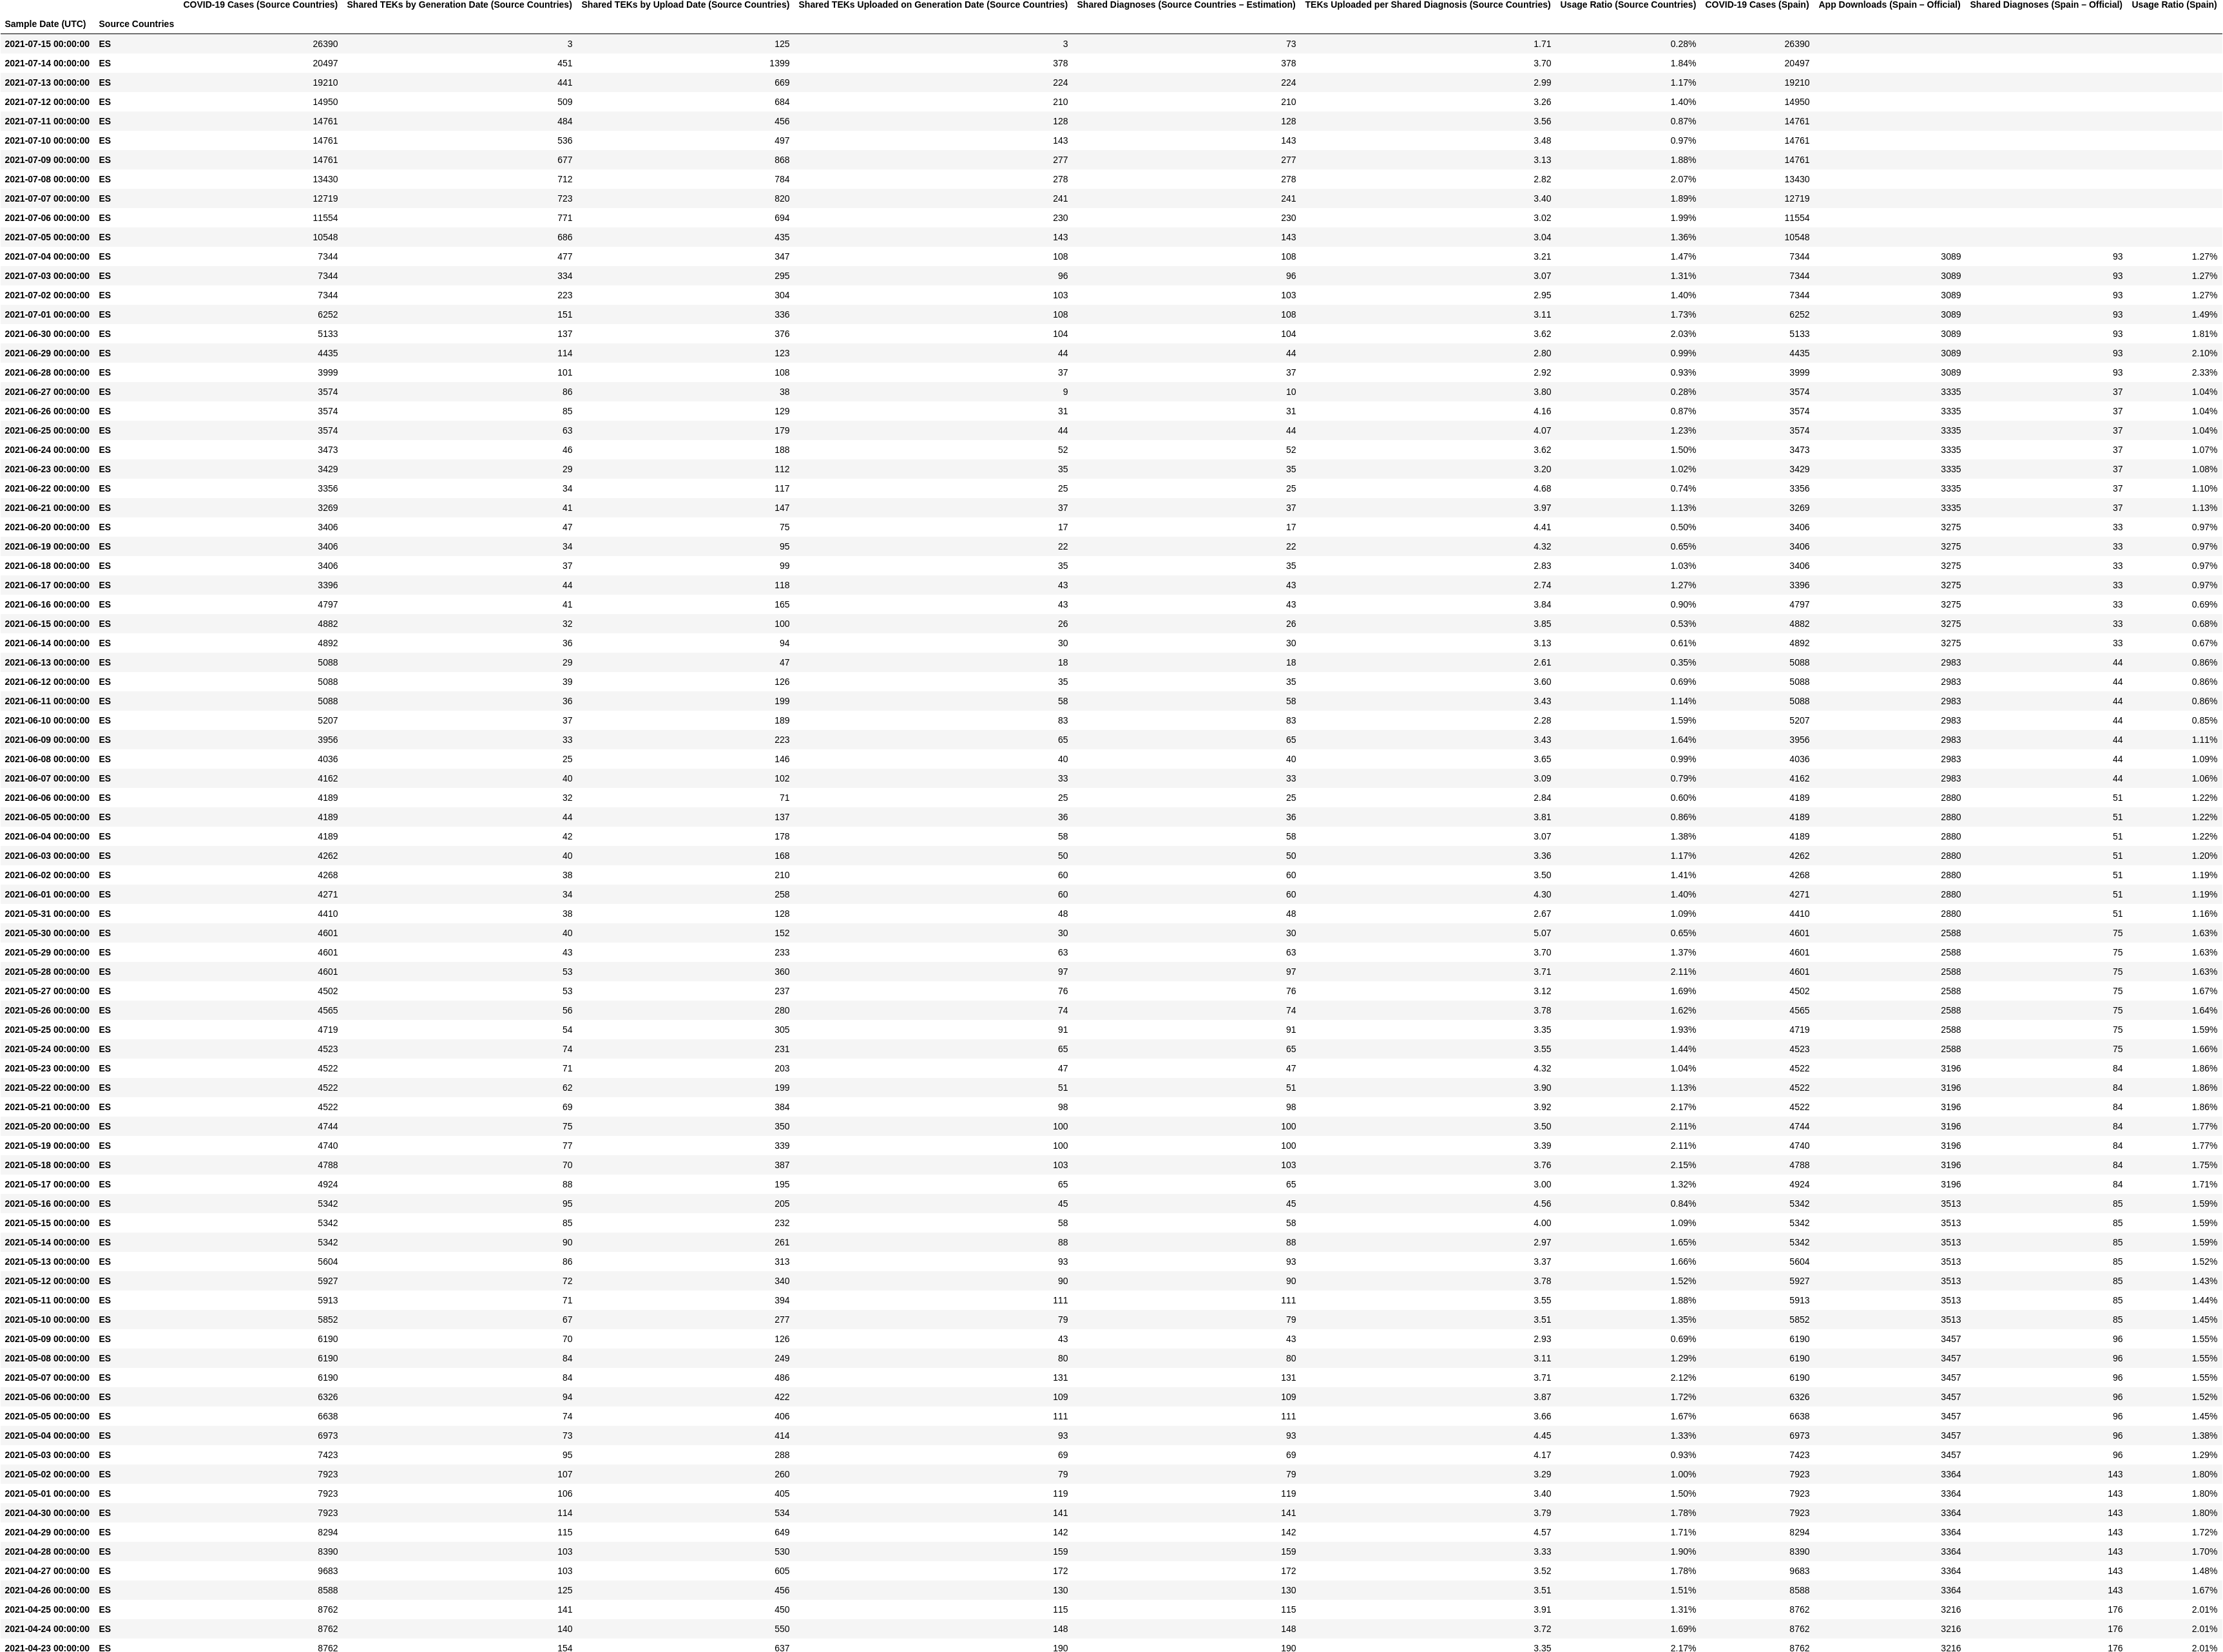 COVID-19 Cases (Source Countries) Shared TEKs by Generation Date (Source Countries) Shared TEKs by Upload Date (Source Countries) Shared TEKs Uploaded on Generation Date (Source Countries) Shared Diagnoses (Source Countries – Estimation) TEKs Uploaded per Shared Diagnosis (Source Countries) Usage Ratio (Source Countries) COVID-19 Cases (Spain) App Downloads (Spain – Official) Shared Diagnoses (Spain – Official) Usage Ratio (Spain)
Sample Date (UTC) Source Countries
2021-07-15 00:00:00 ES 26390 3 125 3 73 1.71 0.28% 26390
2021-07-14 00:00:00 ES 20497 451 1399 378 378 3.70 1.84% 20497
2021-07-13 00:00:00 ES 19210 441 669 224 224 2.99 1.17% 19210
2021-07-12 00:00:00 ES 14950 509 684 210 210 3.26 1.40% 14950
2021-07-11 00:00:00 ES 14761 484 456 128 128 3.56 0.87% 14761
2021-07-10 00:00:00 ES 14761 536 497 143 143 3.48 0.97% 14761
2021-07-09 00:00:00 ES 14761 677 868 277 277 3.13 1.88% 14761
2021-07-08 00:00:00 ES 13430 712 784 278 278 2.82 2.07% 13430
2021-07-07 00:00:00 ES 12719 723 820 241 241 3.40 1.89% 12719
2021-07-06 00:00:00 ES 11554 771 694 230 230 3.02 1.99% 11554
2021-07-05 00:00:00 ES 10548 686 435 143 143 3.04 1.36% 10548
2021-07-04 00:00:00 ES 7344 477 347 108 108 3.21 1.47% 7344 3089 93 1.27%
2021-07-03 00:00:00 ES 7344 334 295 96 96 3.07 1.31% 7344 3089 93 1.27%
2021-07-02 00:00:00 ES 7344 223 304 103 103 2.95 1.40% 7344 3089 93 1.27%
2021-07-01 00:00:00 ES 6252 151 336 108 108 3.11 1.73% 6252 3089 93 1.49%
2021-06-30 00:00:00 ES 5133 137 376 104 104 3.62 2.03% 5133 3089 93 1.81%
2021-06-29 00:00:00 ES 4435 114 123 44 44 2.80 0.99% 4435 3089 93 2.10%
2021-06-28 00:00:00 ES 3999 101 108 37 37 2.92 0.93% 3999 3089 93 2.33%
2021-06-27 00:00:00 ES 3574 86 38 9 10 3.80 0.28% 3574 3335 37 1.04%
2021-06-26 00:00:00 ES 3574 85 129 31 31 4.16 0.87% 3574 3335 37 1.04%
2021-06-25 00:00:00 ES 3574 63 179 44 44 4.07 1.23% 3574 3335 37 1.04%
2021-06-24 00:00:00 ES 3473 46 188 52 52 3.62 1.50% 3473 3335 37 1.07%
2021-06-23 00:00:00 ES 3429 29 112 35 35 3.20 1.02% 3429 3335 37 1.08%
2021-06-22 00:00:00 ES 3356 34 117 25 25 4.68 0.74% 3356 3335 37 1.10%
2021-06-21 00:00:00 ES 3269 41 147 37 37 3.97 1.13% 3269 3335 37 1.13%
2021-06-20 00:00:00 ES 3406 47 75 17 17 4.41 0.50% 3406 3275 33 0.97%
2021-06-19 00:00:00 ES 3406 34 95 22 22 4.32 0.65% 3406 3275 33 0.97%
2021-06-18 00:00:00 ES 3406 37 99 35 35 2.83 1.03% 3406 3275 33 0.97%
2021-06-17 00:00:00 ES 3396 44 118 43 43 2.74 1.27% 3396 3275 33 0.97%
2021-06-16 00:00:00 ES 4797 41 165 43 43 3.84 0.90% 4797 3275 33 0.69%
2021-06-15 00:00:00 ES 4882 32 100 26 26 3.85 0.53% 4882 3275 33 0.68%
2021-06-14 00:00:00 ES 4892 36 94 30 30 3.13 0.61% 4892 3275 33 0.67%
2021-06-13 00:00:00 ES 5088 29 47 18 18 2.61 0.35% 5088 2983 44 0.86%
2021-06-12 00:00:00 ES 5088 39 126 35 35 3.60 0.69% 5088 2983 44 0.86%
2021-06-11 00:00:00 ES 5088 36 199 58 58 3.43 1.14% 5088 2983 44 0.86%
2021-06-10 00:00:00 ES 5207 37 189 83 83 2.28 1.59% 5207 2983 44 0.85%
2021-06-09 00:00:00 ES 3956 33 223 65 65 3.43 1.64% 3956 2983 44 1.11%
2021-06-08 00:00:00 ES 4036 25 146 40 40 3.65 0.99% 4036 2983 44 1.09%
2021-06-07 00:00:00 ES 4162 40 102 33 33 3.09 0.79% 4162 2983 44 1.06%
2021-06-06 00:00:00 ES 4189 32 71 25 25 2.84 0.60% 4189 2880 51 1.22%
2021-06-05 00:00:00 ES 4189 44 137 36 36 3.81 0.86% 4189 2880 51 1.22%
2021-06-04 00:00:00 ES 4189 42 178 58 58 3.07 1.38% 4189 2880 51 1.22%
2021-06-03 00:00:00 ES 4262 40 168 50 50 3.36 1.17% 4262 2880 51 1.20%
2021-06-02 00:00:00 ES 4268 38 210 60 60 3.50 1.41% 4268 2880 51 1.19%
2021-06-01 00:00:00 ES 4271 34 258 60 60 4.30 1.40% 4271 2880 51 1.19%
2021-05-31 00:00:00 ES 4410 38 128 48 48 2.67 1.09% 4410 2880 51 1.16%
2021-05-30 00:00:00 ES 4601 40 152 30 30 5.07 0.65% 4601 2588 75 1.63%
2021-05-29 00:00:00 ES 4601 43 233 63 63 3.70 1.37% 4601 2588 75 1.63%
2021-05-28 00:00:00 ES 4601 53 360 97 97 3.71 2.11% 4601 2588 75 1.63%
2021-05-27 00:00:00 ES 4502 53 237 76 76 3.12 1.69% 4502 2588 75 1.67%
2021-05-26 00:00:00 ES 4565 56 280 74 74 3.78 1.62% 4565 2588 75 1.64%
2021-05-25 00:00:00 ES 4719 54 305 91 91 3.35 1.93% 4719 2588 75 1.59%
2021-05-24 00:00:00 ES 4523 74 231 65 65 3.55 1.44% 4523 2588 75 1.66%
2021-05-23 00:00:00 ES 4522 71 203 47 47 4.32 1.04% 4522 3196 84 1.86%
2021-05-22 00:00:00 ES 4522 62 199 51 51 3.90 1.13% 4522 3196 84 1.86%
2021-05-21 00:00:00 ES 4522 69 384 98 98 3.92 2.17% 4522 3196 84 1.86%
2021-05-20 00:00:00 ES 4744 75 350 100 100 3.50 2.11% 4744 3196 84 1.77%
2021-05-19 00:00:00 ES 4740 77 339 100 100 3.39 2.11% 4740 3196 84 1.77%
2021-05-18 00:00:00 ES 4788 70 387 103 103 3.76 2.15% 4788 3196 84 1.75%
2021-05-17 00:00:00 ES 4924 88 195 65 65 3.00 1.32% 4924 3196 84 1.71%
2021-05-16 00:00:00 ES 5342 95 205 45 45 4.56 0.84% 5342 3513 85 1.59%
2021-05-15 00:00:00 ES 5342 85 232 58 58 4.00 1.09% 5342 3513 85 1.59%
2021-05-14 00:00:00 ES 5342 90 261 88 88 2.97 1.65% 5342 3513 85 1.59%
2021-05-13 00:00:00 ES 5604 86 313 93 93 3.37 1.66% 5604 3513 85 1.52%
2021-05-12 00:00:00 ES 5927 72 340 90 90 3.78 1.52% 5927 3513 85 1.43%
2021-05-11 00:00:00 ES 5913 71 394 111 111 3.55 1.88% 5913 3513 85 1.44%
2021-05-10 00:00:00 ES 5852 67 277 79 79 3.51 1.35% 5852 3513 85 1.45%
2021-05-09 00:00:00 ES 6190 70 126 43 43 2.93 0.69% 6190 3457 96 1.55%
2021-05-08 00:00:00 ES 6190 84 249 80 80 3.11 1.29% 6190 3457 96 1.55%
2021-05-07 00:00:00 ES 6190 84 486 131 131 3.71 2.12% 6190 3457 96 1.55%
2021-05-06 00:00:00 ES 6326 94 422 109 109 3.87 1.72% 6326 3457 96 1.52%
2021-05-05 00:00:00 ES 6638 74 406 111 111 3.66 1.67% 6638 3457 96 1.45%
2021-05-04 00:00:00 ES 6973 73 414 93 93 4.45 1.33% 6973 3457 96 1.38%
2021-05-03 00:00:00 ES 7423 95 288 69 69 4.17 0.93% 7423 3457 96 1.29%
2021-05-02 00:00:00 ES 7923 107 260 79 79 3.29 1.00% 7923 3364 143 1.80%
2021-05-01 00:00:00 ES 7923 106 405 119 119 3.40 1.50% 7923 3364 143 1.80%
2021-04-30 00:00:00 ES 7923 114 534 141 141 3.79 1.78% 7923 3364 143 1.80%
2021-04-29 00:00:00 ES 8294 115 649 142 142 4.57 1.71% 8294 3364 143 1.72%
2021-04-28 00:00:00 ES 8390 103 530 159 159 3.33 1.90% 8390 3364 143 1.70%
2021-04-27 00:00:00 ES 9683 103 605 172 172 3.52 1.78% 9683 3364 143 1.48%
2021-04-26 00:00:00 ES 8588 125 456 130 130 3.51 1.51% 8588 3364 143 1.67%
2021-04-25 00:00:00 ES 8762 141 450 115 115 3.91 1.31% 8762 3216 176 2.01%
2021-04-24 00:00:00 ES 8762 140 550 148 148 3.72 1.69% 8762 3216 176 2.01%
2021-04-23 00:00:00 ES 8762 154 637 190 190 3.35 2.17% 8762 3216 176 2.01%